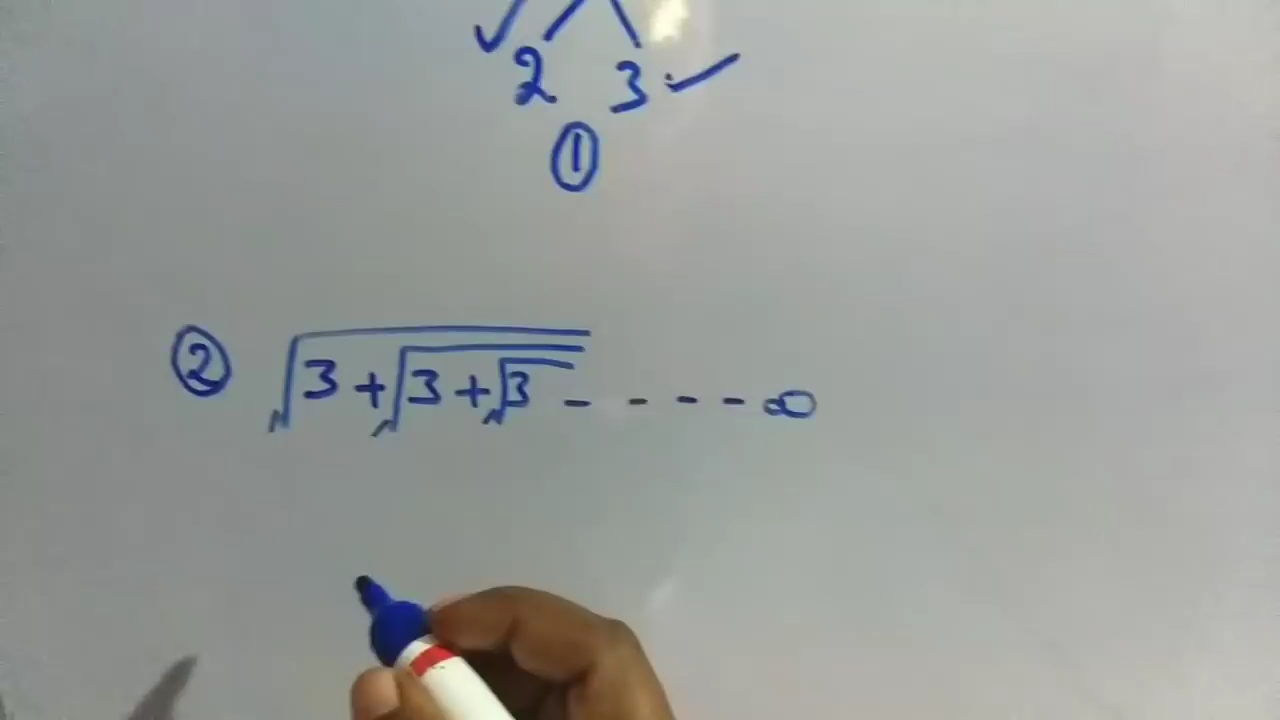 2 3 ✓
①
② √(3+√(3+√3 - - - - ∞